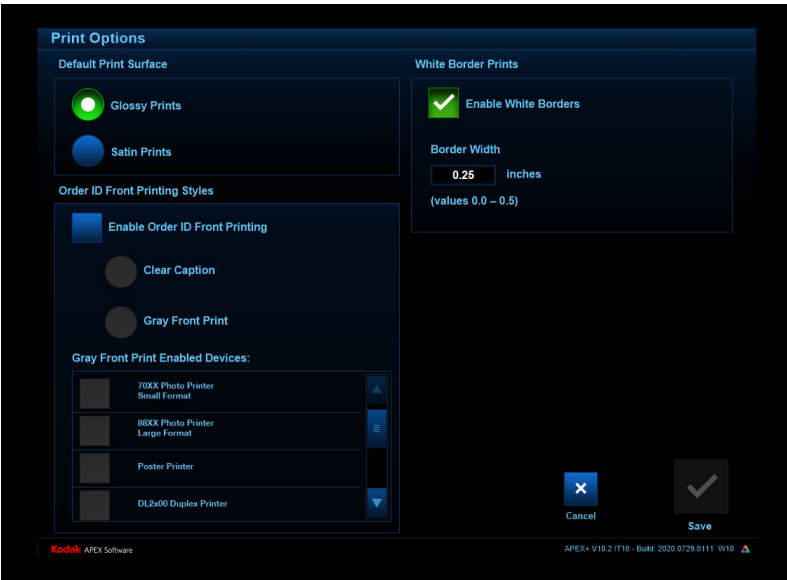 Print Options
Default Print Surface
Glossy Prints
Satin Prints
Order ID Front Printing Styles
Enable Order ID Front Printing
Clear Caption
Gray Front Print
Gray Front Print Enabled Devices:
70XX Photo Printer
Small Format
88XX Photo Printer
Large Format
Poster Printer
DL2x00 Duplex Printer
White Border Prints
Enable White Borders
Border Width
0.25 inches
(values 0.0 – 0.5)
Cancel
Save
Kodak APEX Software
APEX+ V10.2 IT10 - Build: 2020.0729.0111 W10